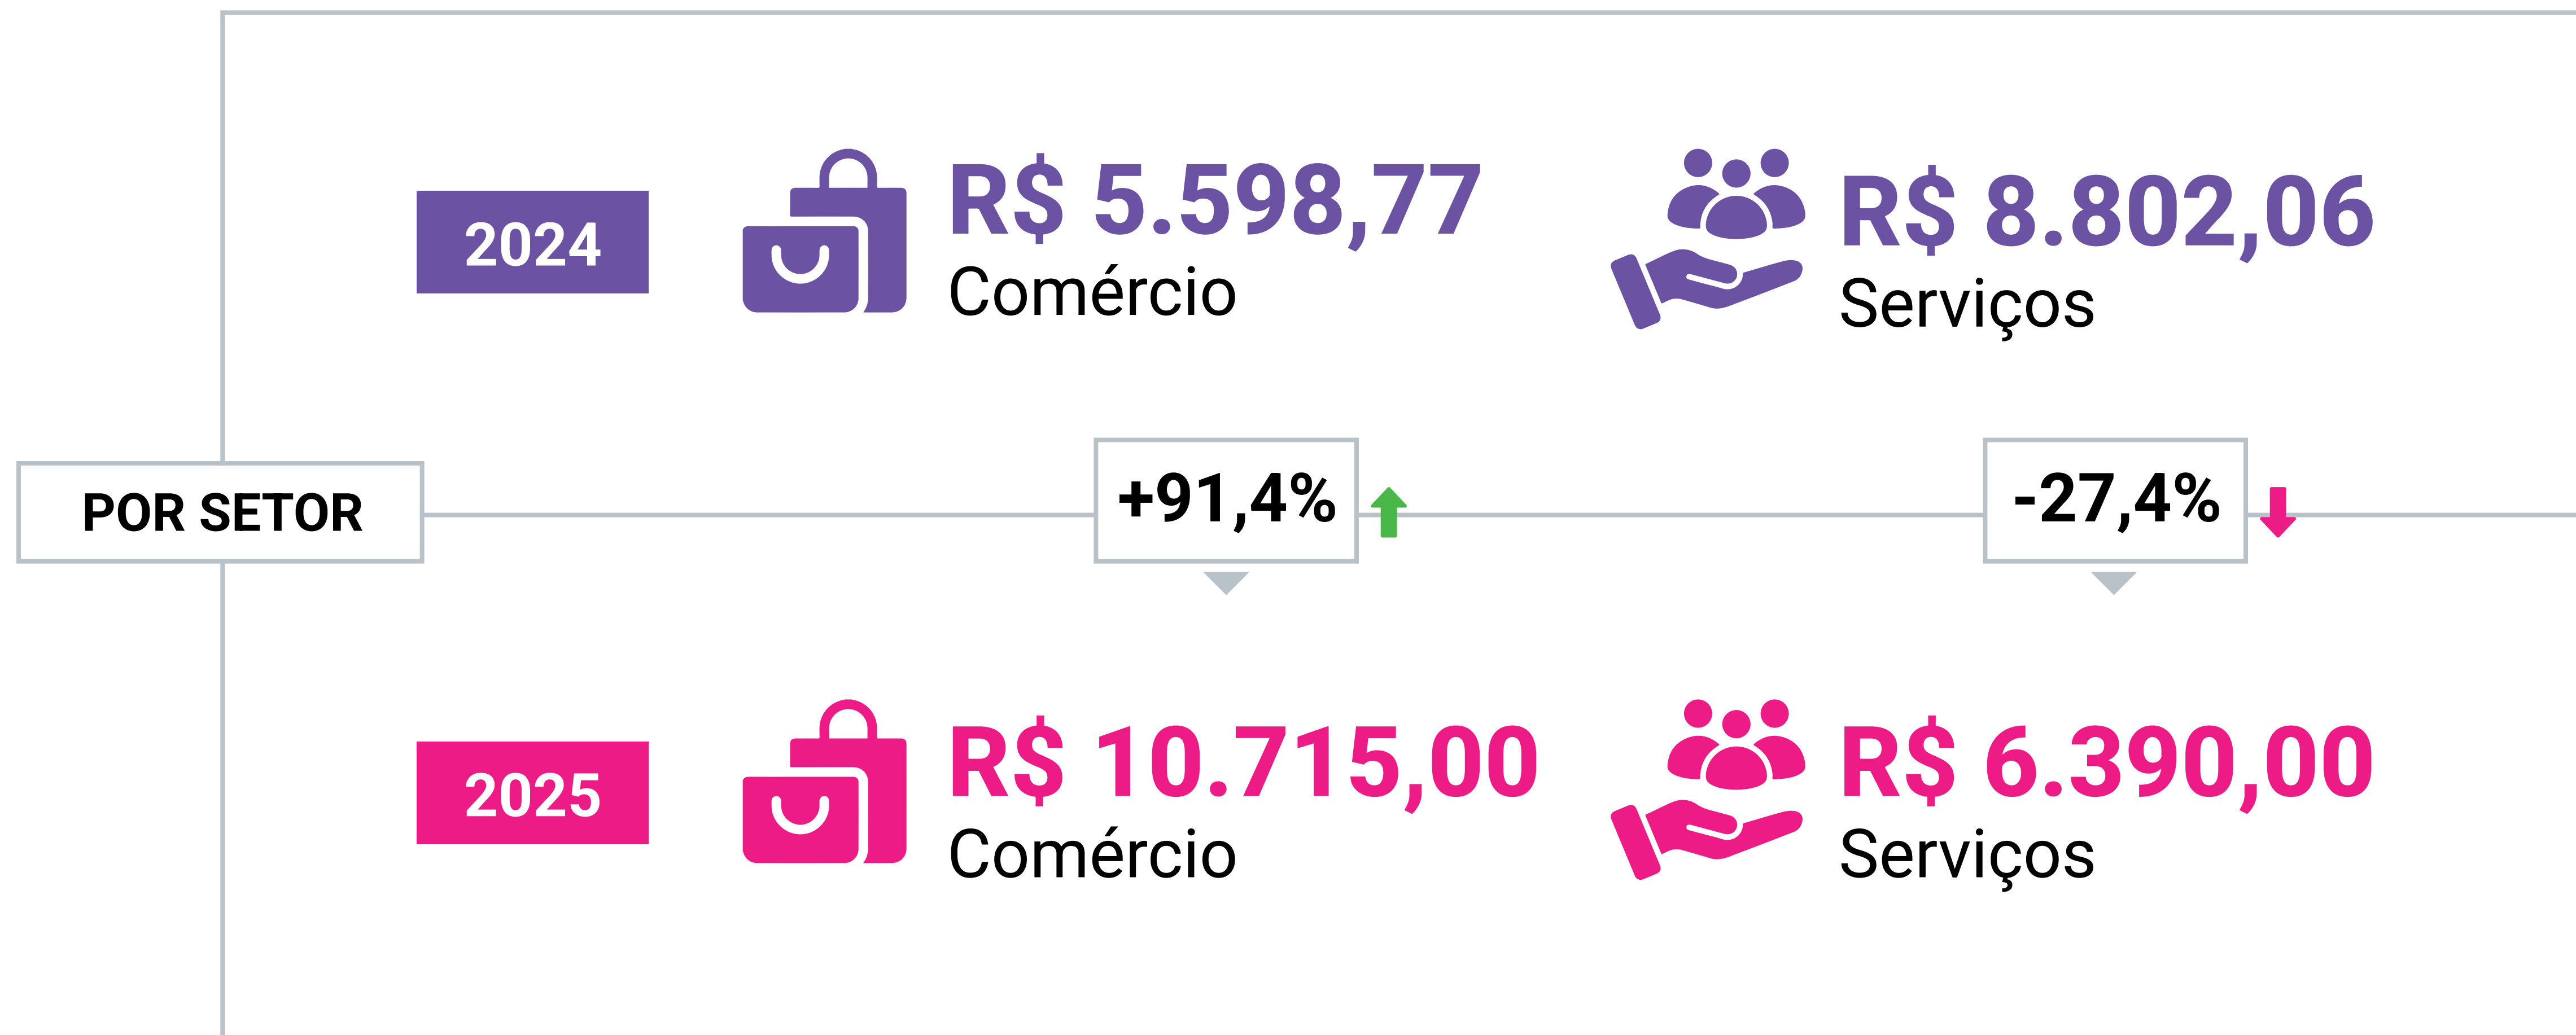 2024
R$ 5.598,77
Comércio
R$ 8.802,06
Serviços
POR SETOR
+91,4%
-27,4%
2025
R$ 10.715,00
Comércio
R$ 6.390,00
Serviços